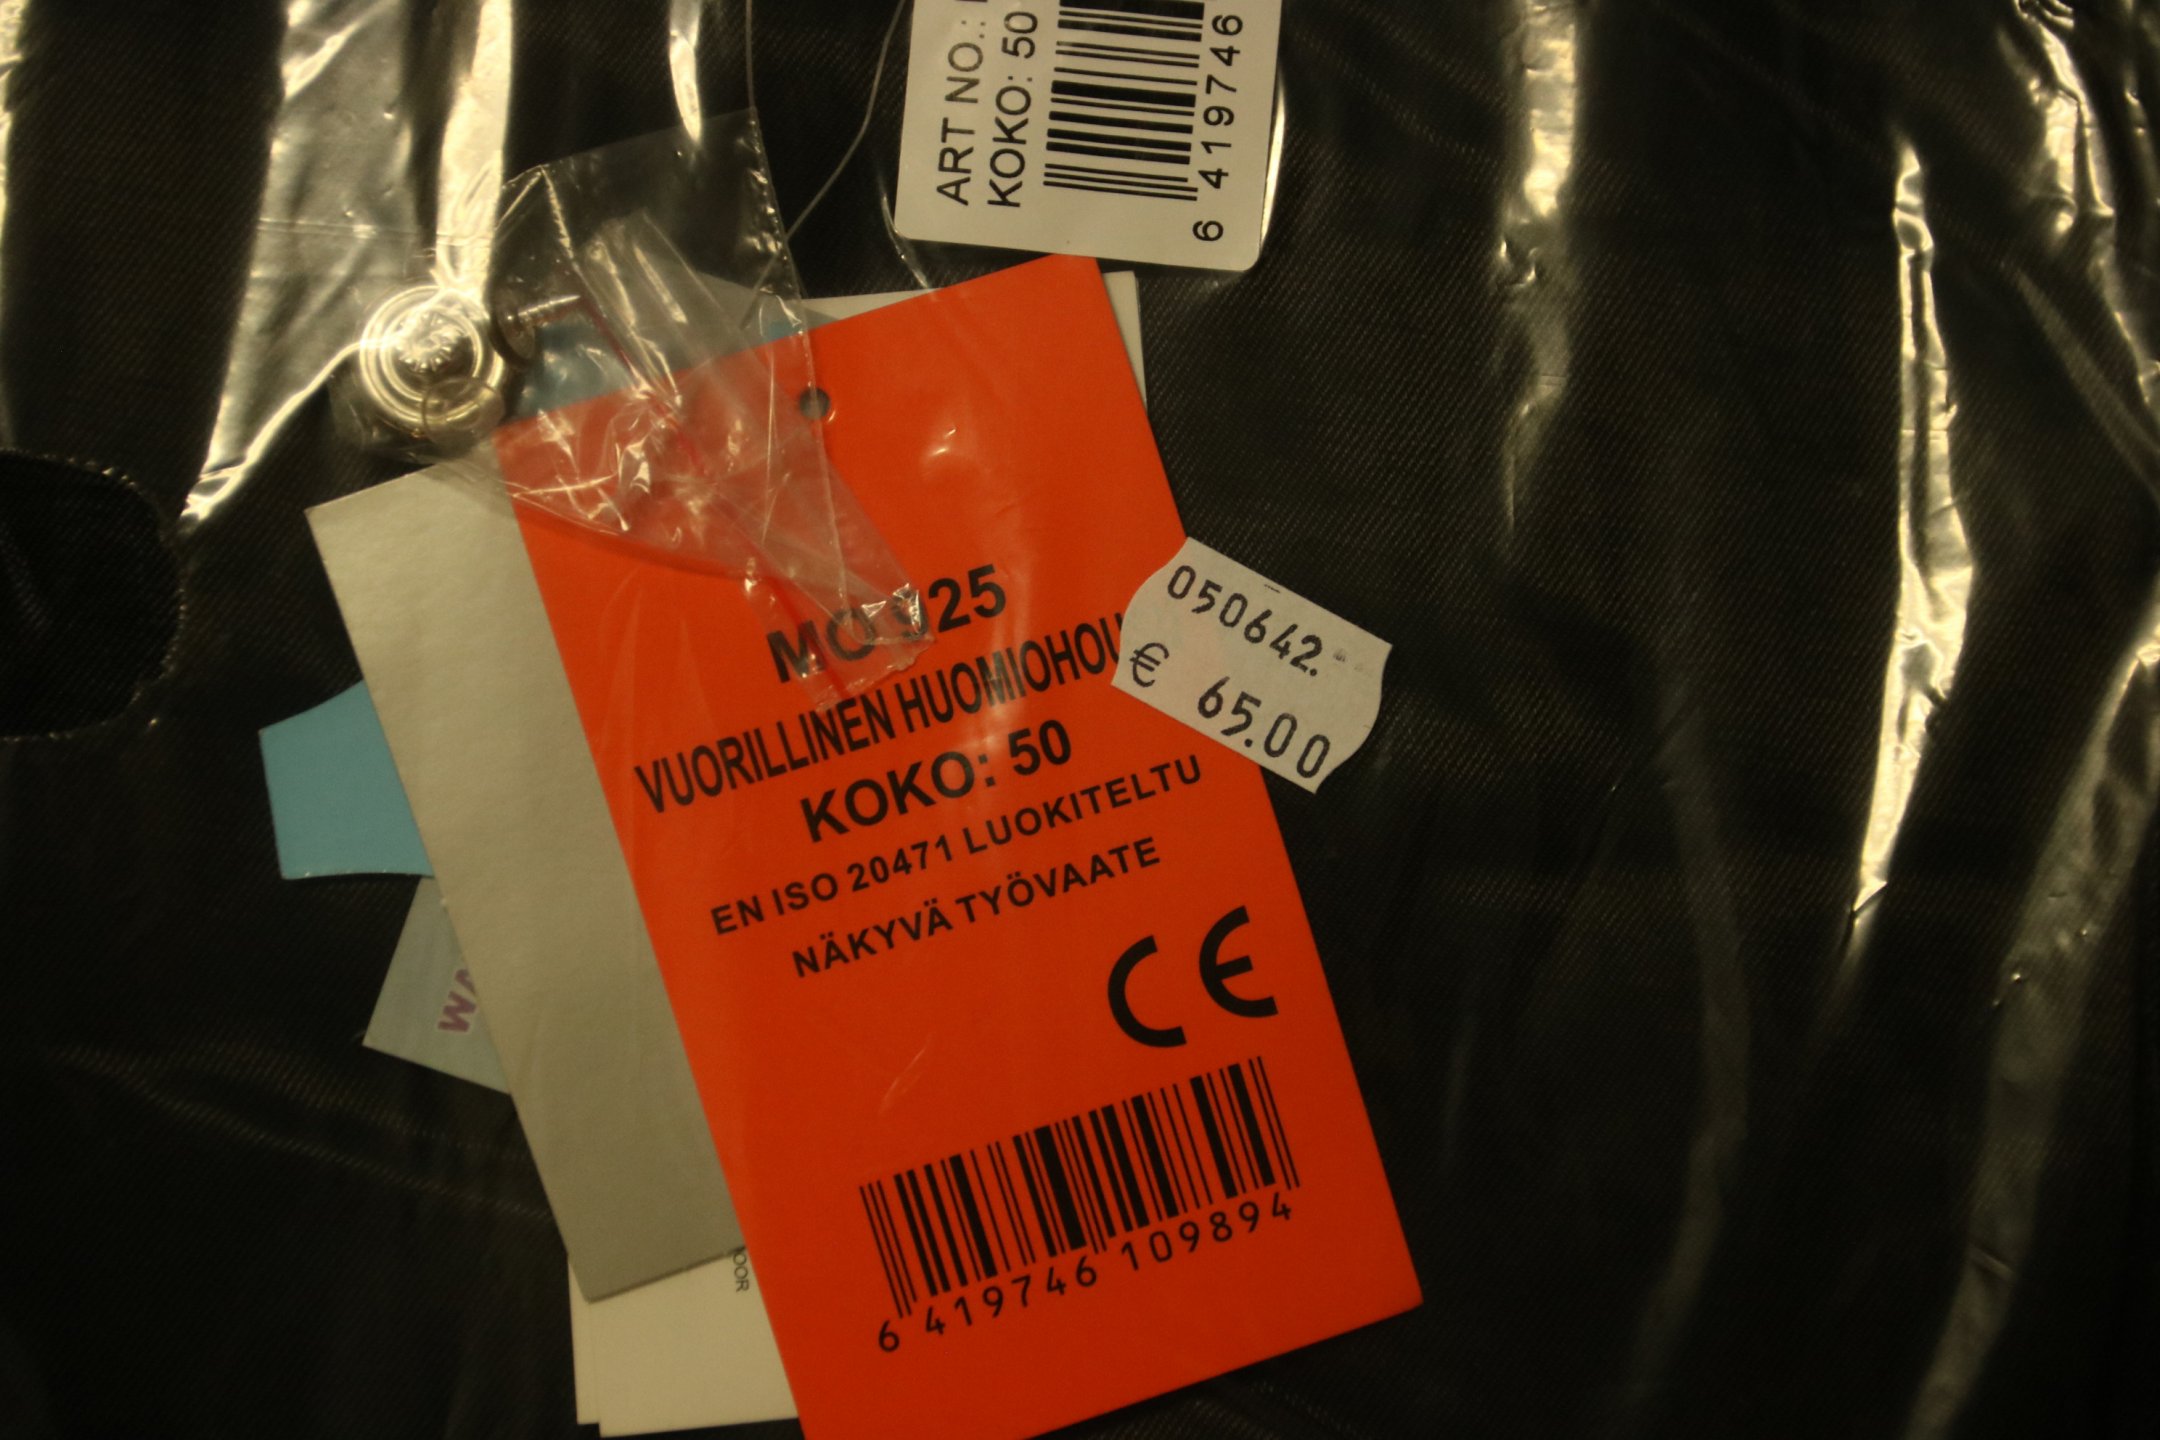 ART NO.:
KOKO: 50
6 419746
MO 925
VUORILLINEN HUOMIOHOU
KOKO: 50
EN ISO 20471 LUOKITELTU
NÄKYVÄ TYÖVAATE
CE
6 419746 109894
050642.
€ 65.00